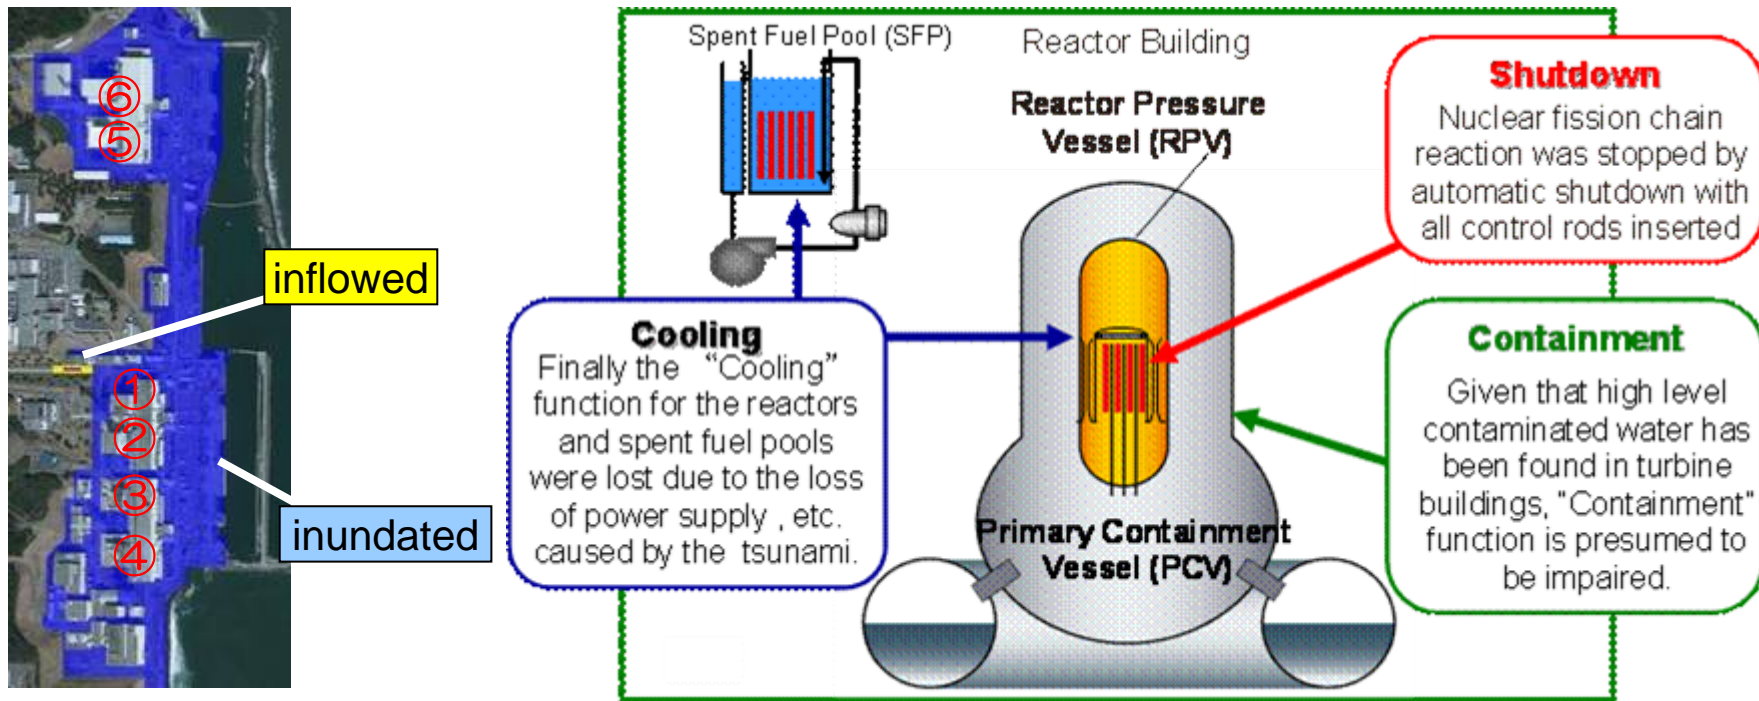 ⑥
⑤
inflowed
①
②
③
④
inundated
Spent Fuel Pool (SFP)
Reactor Building
Reactor Pressure
Vessel (RPV)
Shutdown
Nuclear fission chain
reaction was stopped by
automatic shutdown with
all control rods inserted
Cooling
Finally the “Cooling”
function for the reactors
and spent fuel pools
were lost due to the loss
of power supply , etc.
caused by the tsunami.
Containment
Given that high level
contaminated water has
been found in turbine
buildings, "Containment"
function is presumed to
be impaired.
Primary Containment
Vessel (PCV)